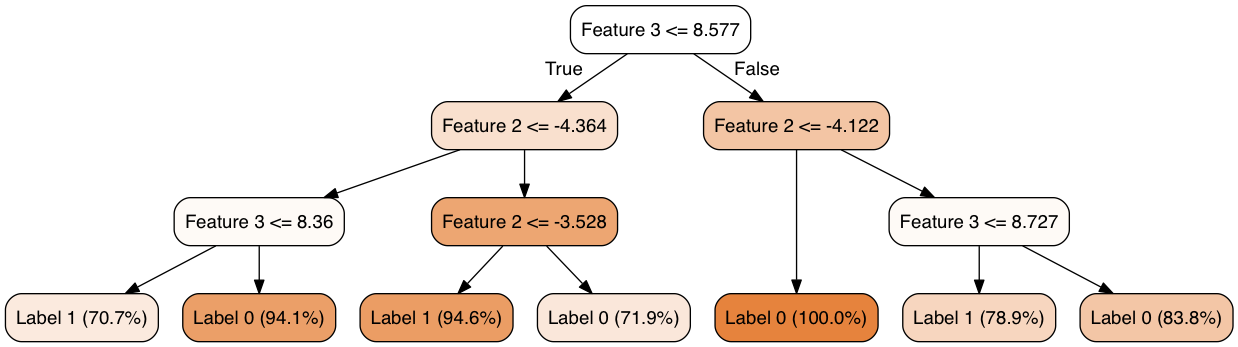 Feature 3 <= 8.577
True
False
Feature 2 <= -4.364
Feature 2 <= -4.122
Feature 3 <= 8.36
Feature 2 <= -3.528
Feature 3 <= 8.727
Label 1 (70.7%)
Label 0 (94.1%)
Label 1 (94.6%)
Label 0 (71.9%)
Label 0 (100.0%)
Label 1 (78.9%)
Label 0 (83.8%)